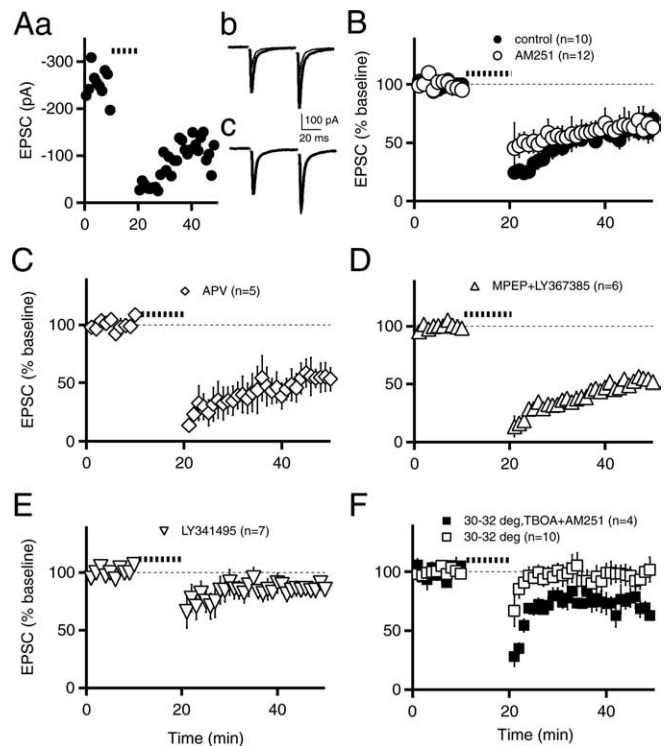 Aa
b
B
EPSC (pA)
-300
-200
-100
0
0
20
40
100 pA
20 ms
c
control (n=10)
AM251 (n=12)
EPSC (% baseline)
100
50
0
0
20
40
C
APV (n=5)
EPSC (% baseline)
100
50
0
0
20
40
D
MPEP+LY367385 (n=6)
100
50
0
0
20
40
E
LY341495 (n=7)
EPSC (% baseline)
100
50
0
0
20
40
Time (min)
F
30-32 deg,TBOA+AM251 (n=4)
30-32 deg (n=10)
100
50
0
0
20
40
Time (min)